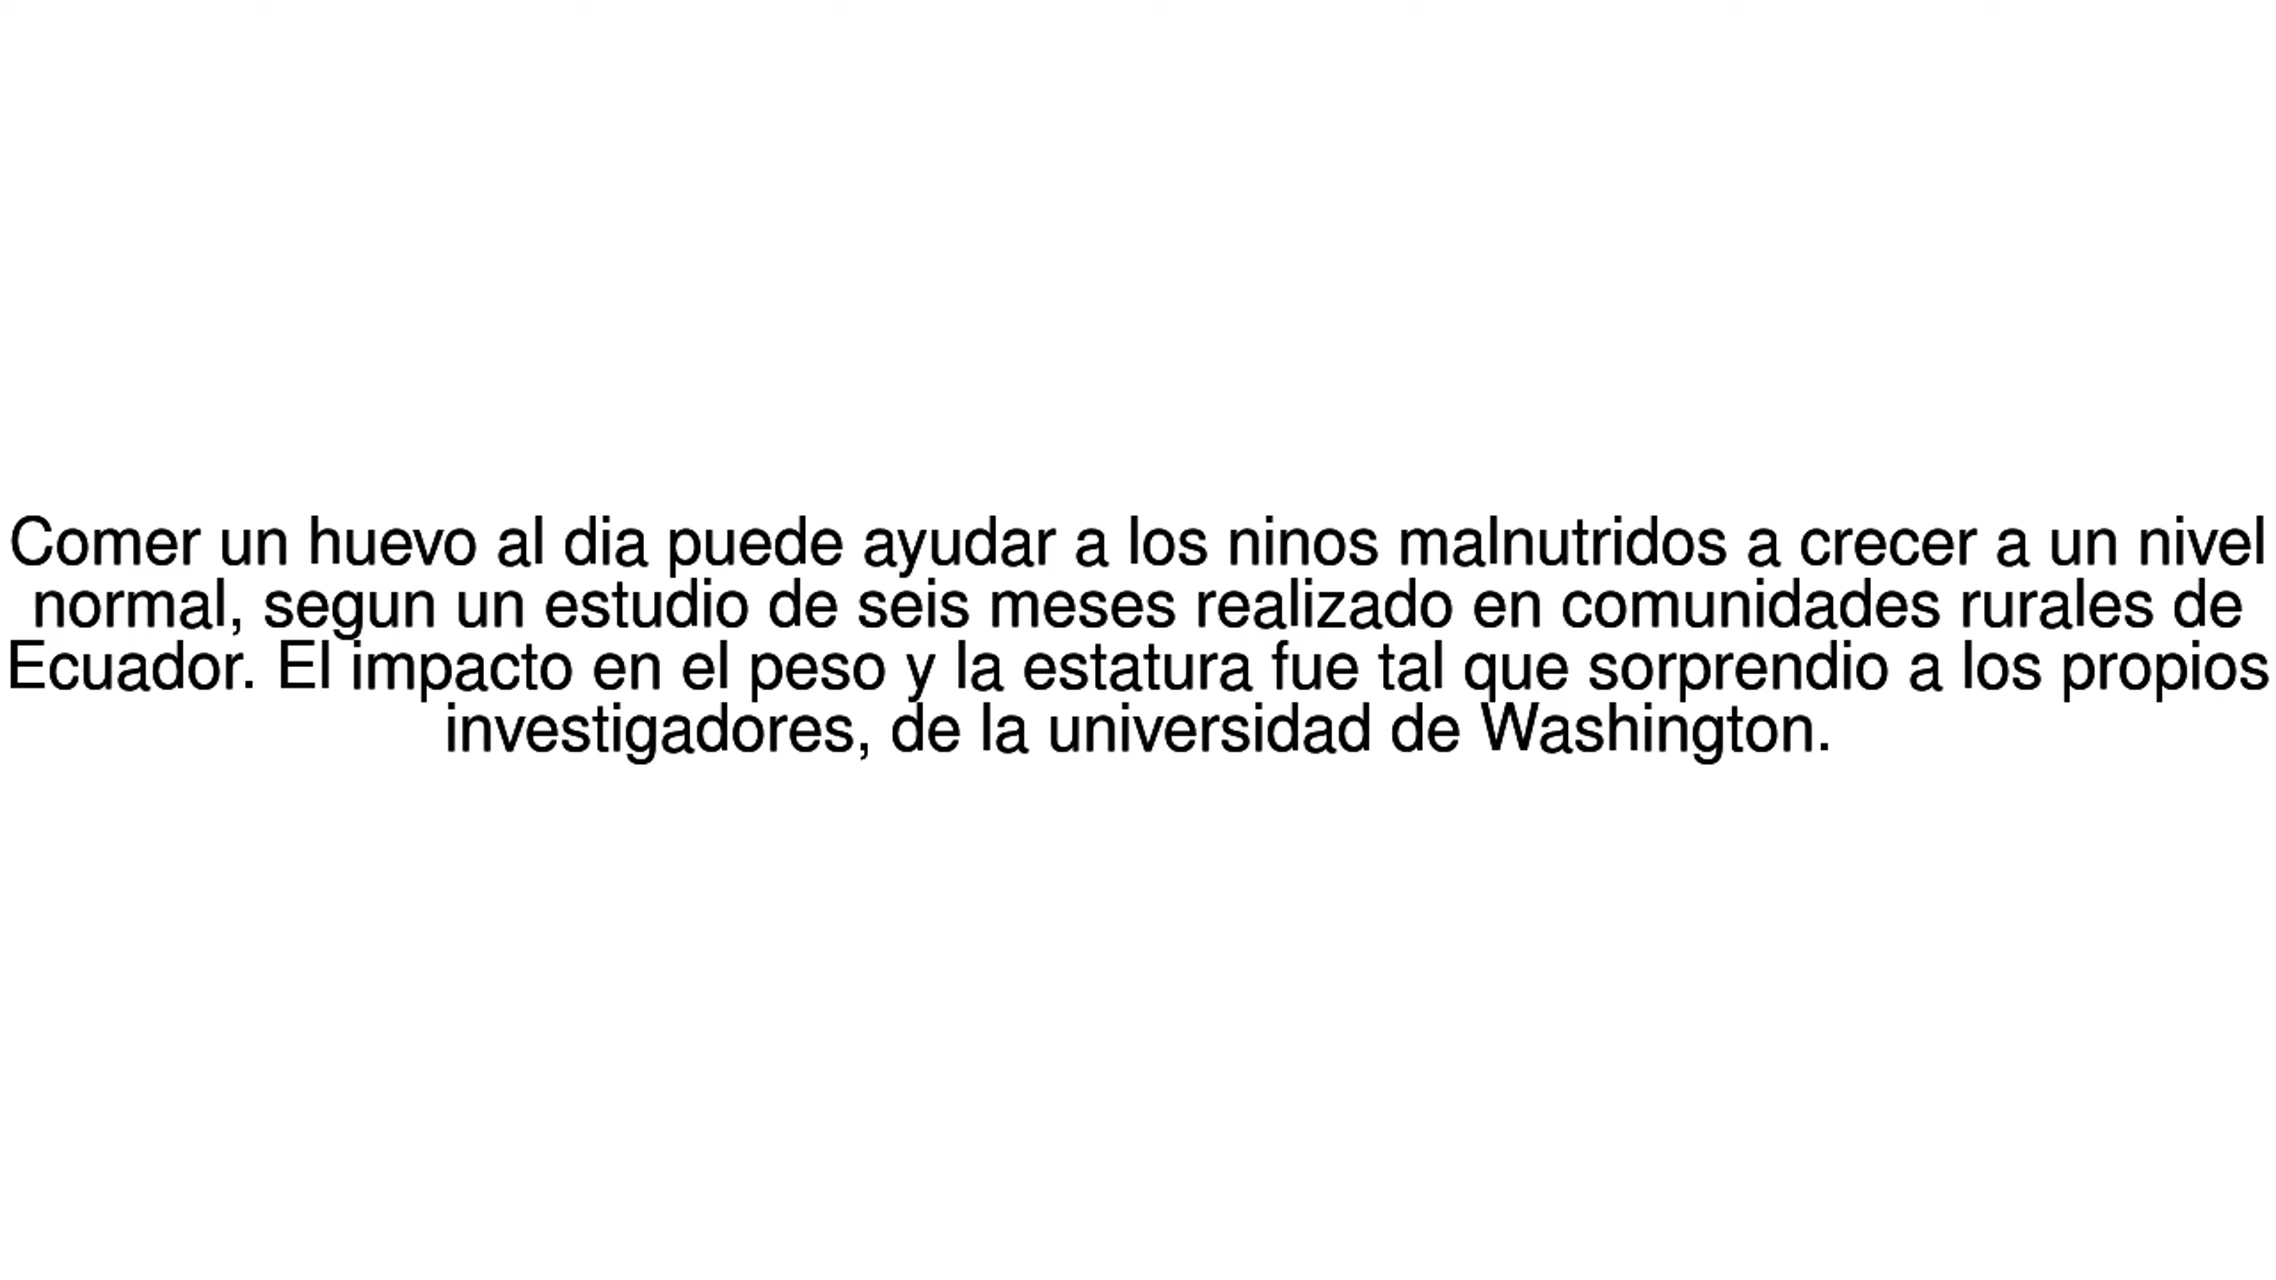 Comer un huevo al dia puede ayudar a los ninos malnutridos a crecer a un nivel
normal, segun un estudio de seis meses realizado en comunidades rurales de
Ecuador. El impacto en el peso y la estatura fue tal que sorprendio a los propios
investigadores, de la universidad de Washington.